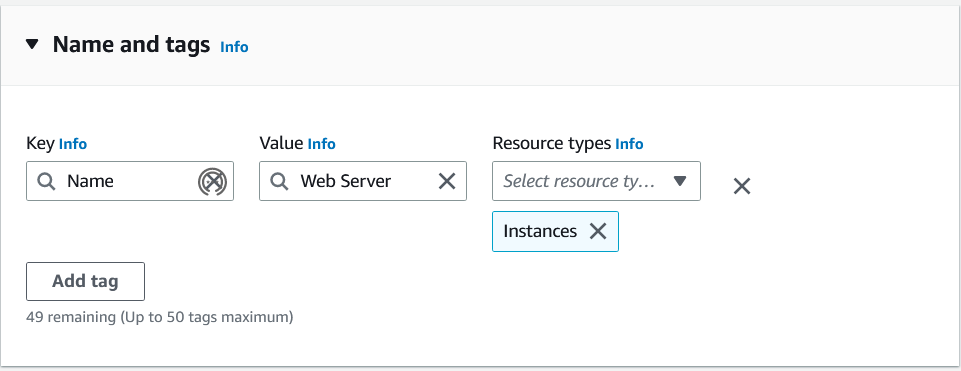 Name and tags Info
Key Info Value Info Resource types Info
Name Web Server Select resource ty...
Instances
Add tag
49 remaining (Up to 50 tags maximum)